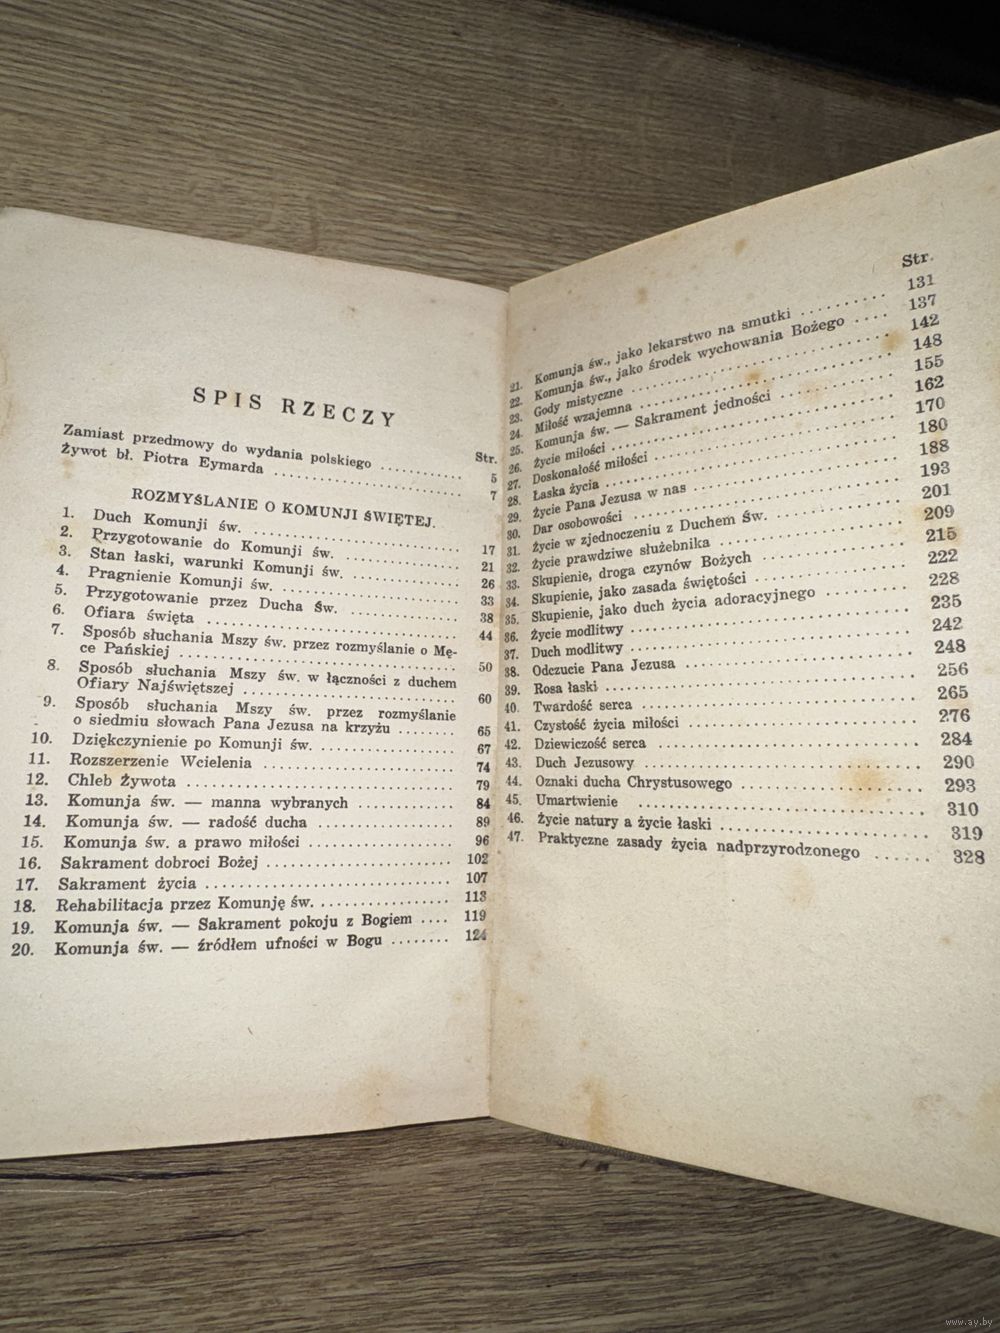 SPIS RZECZY
Str.
Zamiast przedmowy do wydania polskiego . . . . . . . . . . 5
Żywot bł. Piotra Eymarda . . . . . . . . . . . . . . . . . . 7
ROZMYŚLANIE O KOMUNJI ŚWIĘTEJ.
1. Duch Komunji św. . . . . . . . . . . . . . . . . . . 17
2. Przygotowanie do Komunji św. . . . . . . . . . . . 21
3. Stan łaski, warunki Komunji św. . . . . . . . . . . 26
4. Pragnienie Komunji św. . . . . . . . . . . . . . . . 33
5. Przygotowanie przez Ducha Św. . . . . . . . . . . 38
6. Ofiara święta . . . . . . . . . . . . . . . . . . . . 44
7. Sposób słuchania Mszy św. przez rozmyślanie o Mę-
ce Pańskiej . . . . . . . . . . . . . . . . . . . . . 50
8. Sposób słuchania Mszy św. w łączności z duchem
Ofiary Najświętszej . . . . . . . . . . . . . . . . . 60
9. Sposób słuchania Mszy św. przez rozmyślanie
o siedmiu słowach Pana Jezusa na krzyżu . . . . . . . . 65
10. Dziękczynienie po Komunji św. . . . . . . . . . . . 67
11. Rozszerzenie Wcielenia . . . . . . . . . . . . . . . 74
12. Chleb Żywota . . . . . . . . . . . . . . . . . . . . 79
13. Komunja św. — manna wybranych . . . . . . . . . . 84
14. Komunja św. — radość ducha . . . . . . . . . . . . 89
15. Komunja św. a prawo miłości . . . . . . . . . . . . 96
16. Sakrament dobroci Bożej . . . . . . . . . . . . . . 102
17. Sakrament życia . . . . . . . . . . . . . . . . . . . 107
18. Rehabilitacja przez Komunję św. . . . . . . . . . . 113
19. Komunja św. — Sakrament pokoju z Bogiem . . . . 119
20. Komunja św. — źródłem ufności w Bogu . . . . . . . . 124
Str.
21. Komunja św., jako lekarstwo na smutki . . . . . . . . . . 131
22. Komunja św., jako środek wychowania Bożego . . . . 137
23. Gody mistyczne . . . . . . . . . . . . . . . . . . . 142
24. Miłość wzajemna . . . . . . . . . . . . . . . . . . . 148
25. Komunja św. — Sakrament jedności . . . . . . . . . . 155
26. Życie miłości . . . . . . . . . . . . . . . . . . . . 162
27. Doskonałość miłości . . . . . . . . . . . . . . . . . 170
28. Łaska życia . . . . . . . . . . . . . . . . . . . . . 180
29. Życie Pana Jezusa w nas . . . . . . . . . . . . . . . 188
30. Dar osobowości . . . . . . . . . . . . . . . . . . . 193
31. Życie w zjednoczeniu z Duchem Św. . . . . . . . . . 201
32. Życie prawdziwe służebnika . . . . . . . . . . . . . 209
33. Skupienie, droga czynów Bożych . . . . . . . . . . . 215
34. Skupienie, jako zasada świętości . . . . . . . . . . . 222
35. Skupienie, jako duch życia adoracyjnego . . . . . . . . 228
36. Życie modlitwy . . . . . . . . . . . . . . . . . . . 235
37. Duch modlitwy . . . . . . . . . . . . . . . . . . . . 242
38. Odczucie Pana Jezusa . . . . . . . . . . . . . . . . 248
39. Rosa łaski . . . . . . . . . . . . . . . . . . . . . . 256
40. Twardość serca . . . . . . . . . . . . . . . . . . . 265
41. Czystość życia miłości . . . . . . . . . . . . . . . . 276
42. Dziewiczość serca . . . . . . . . . . . . . . . . . . 284
43. Duch Jezusowy . . . . . . . . . . . . . . . . . . . 290
44. Oznaki ducha Chrystusowego . . . . . . . . . . . . 293
45. Umartwienie . . . . . . . . . . . . . . . . . . . . . 310
46. Życie natury a życie łaski . . . . . . . . . . . . . . 319
47. Praktyczne zasady życia nadprzyrodzonego . . . . . . 328
www.ay.by